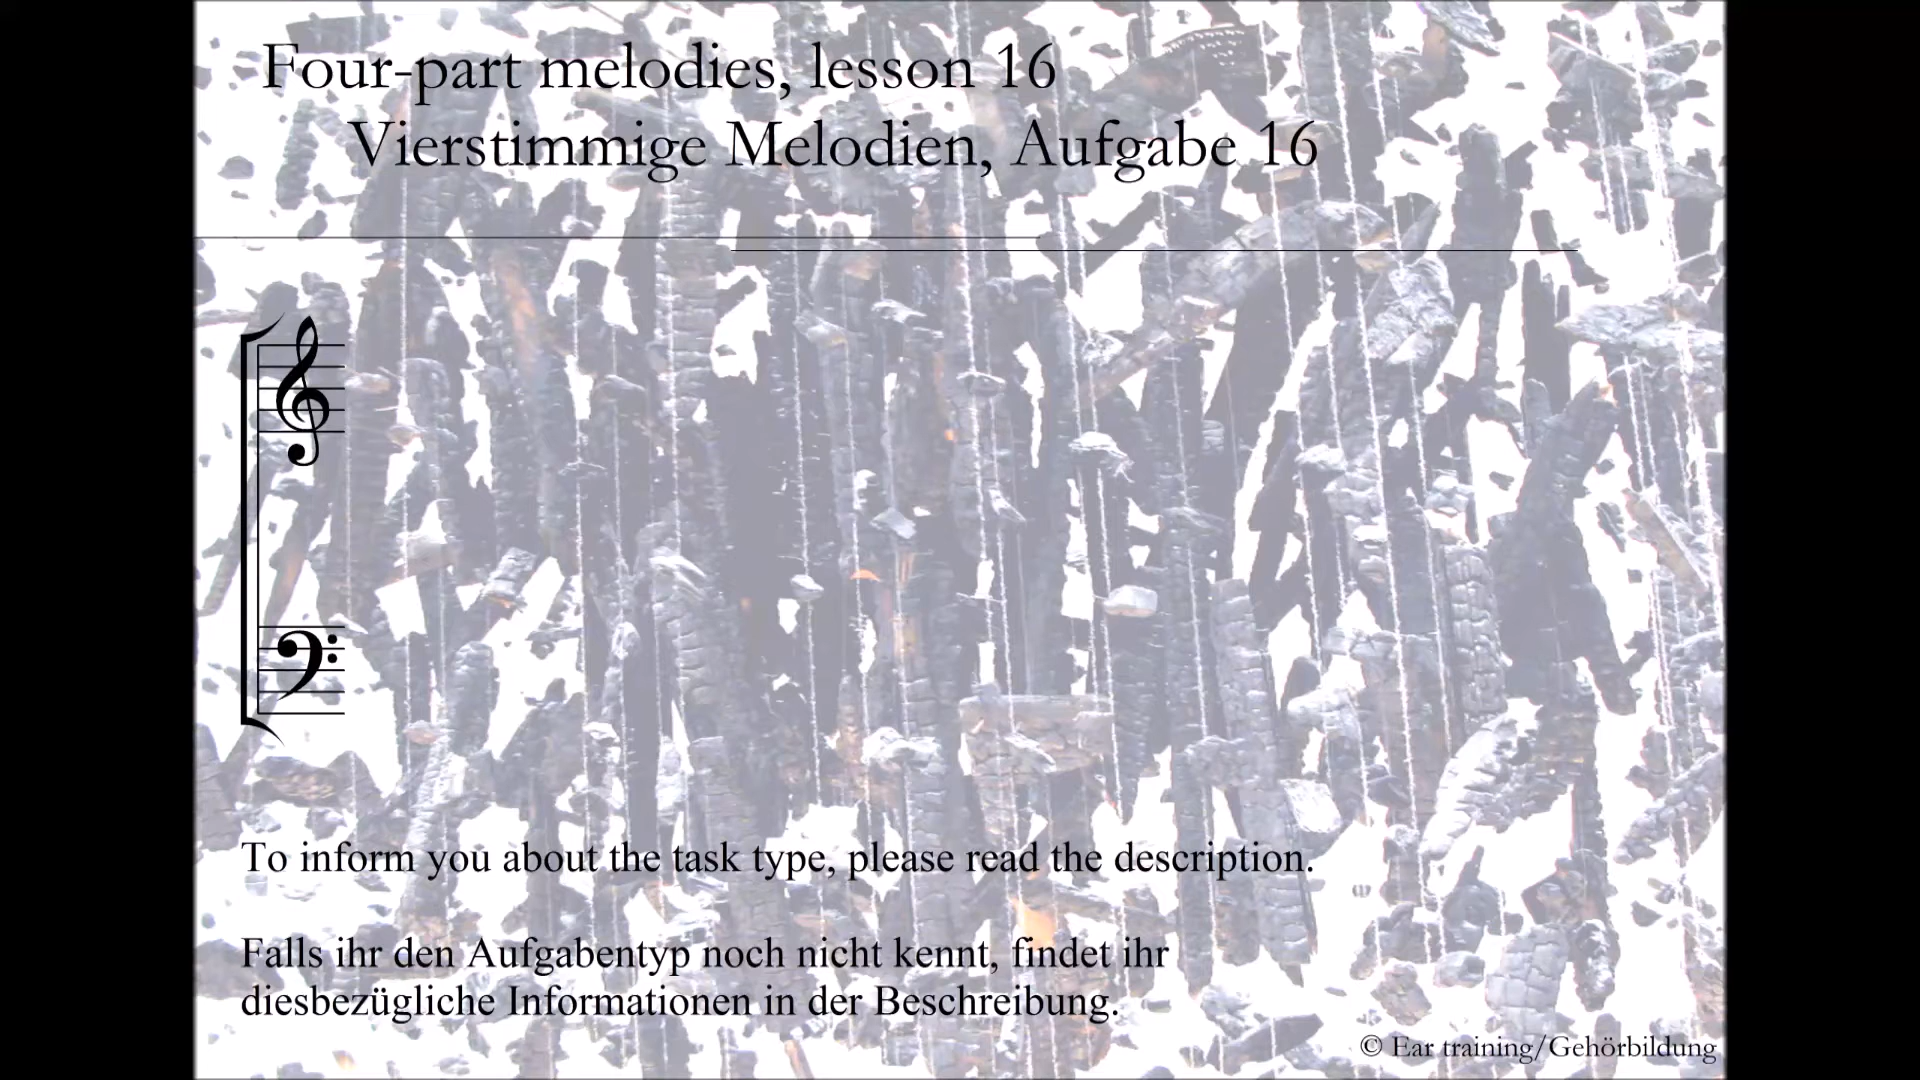 Four-part melodies, lesson 16
Vierstimmige Melodien, Aufgabe 16
To inform you about the task type, please read the description.
Falls ihr den Aufgabentyp noch nicht kennt, findet ihr
diesbezügliche Informationen in der Beschreibung.
© Ear training/Gehörbildung